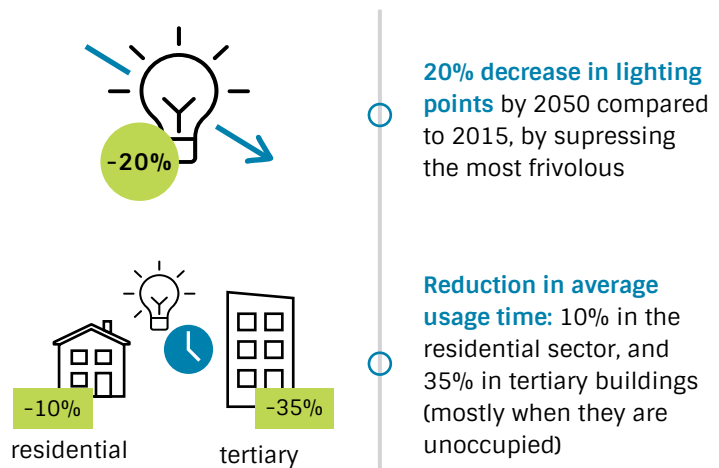 -20%
20% decrease in lighting
points by 2050 compared
to 2015, by supressing
the most frivolous
-10%
residential
-35%
tertiary
Reduction in average
usage time: 10% in the
residential sector, and
35% in tertiary buildings
(mostly when they are
unoccupied)